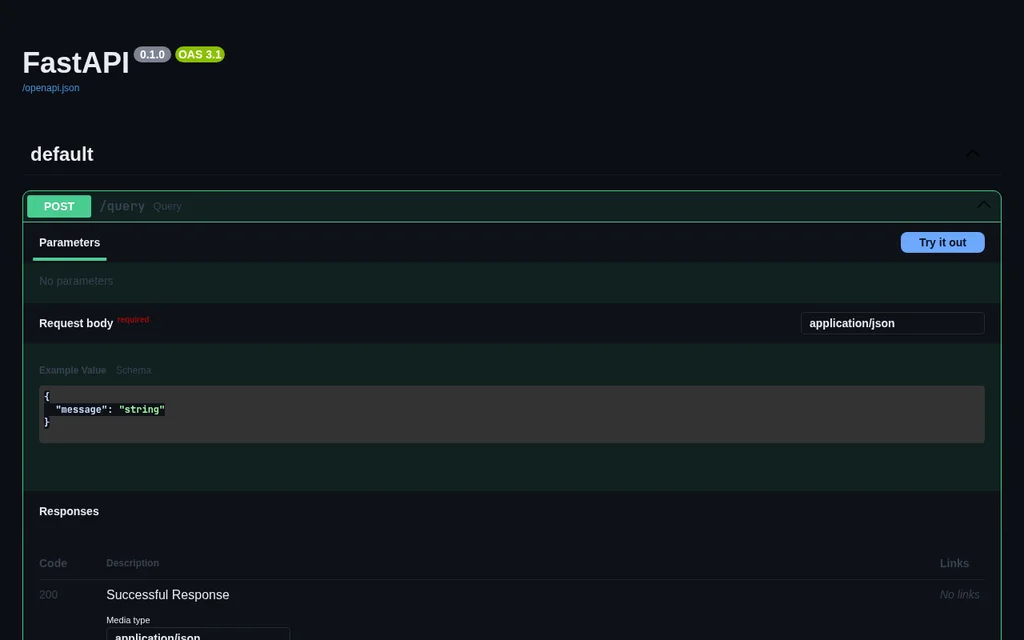 FastAPI 0.1.0 OAS 3.1
/openapi.json
default
POST /query Query
Parameters Try it out
No parameters
Request body required application/json
Example Value Schema
{
"message": "string"
}
Responses
Code Description Links
200 Successful Response No links
Media type
application/json